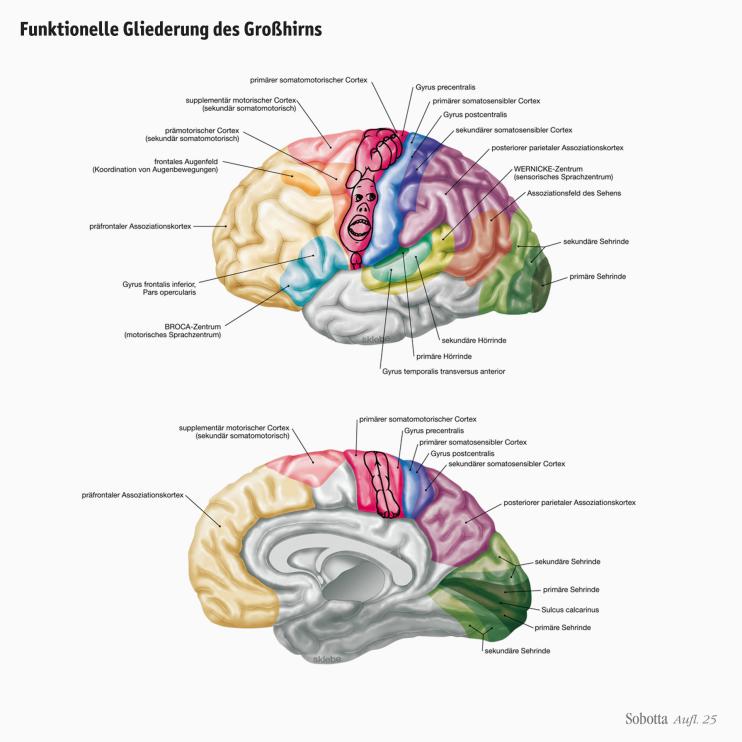 Funktionelle Gliederung des Großhirns
primärer somatomotorischer Cortex
Gyrus precentralis
supplementär motorischer Cortex
(sekundär somatomotorisch)
primärer somatosensibler Cortex
Gyrus postcentralis
prämotorischer Cortex
(sekundär somatomotorisch)
sekundärer somatosensibler Cortex
posteriorer parietaler Assoziationskortex
frontales Augenfeld
(Koordination von Augenbewegungen)
WERNICKE-Zentrum
(sensorisches Sprachzentrum)
Assoziationsfeld des Sehens
präfrontaler Assoziationskortex
sekundäre Sehrinde
primäre Sehrinde
Gyrus frontalis inferior,
Pars opercularis
BROCA-Zentrum
(motorisches Sprachzentrum)
sklebe
sekundäre Hörrinde
primäre Hörrinde
Gyrus temporalis transversus anterior
primärer somatomotorischer Cortex
supplementär motorischer Cortex
(sekundär somatomotorisch)
Gyrus precentralis
primärer somatosensibler Cortex
Gyrus postcentralis
sekundärer somatosensibler Cortex
präfrontaler Assoziationskortex
posteriorer parietaler Assoziationskortex
sekundäre Sehrinde
primäre Sehrinde
Sulcus calcarinus
primäre Sehrinde
sekundäre Sehrinde
sklebe
Sobotta Aufl. 25